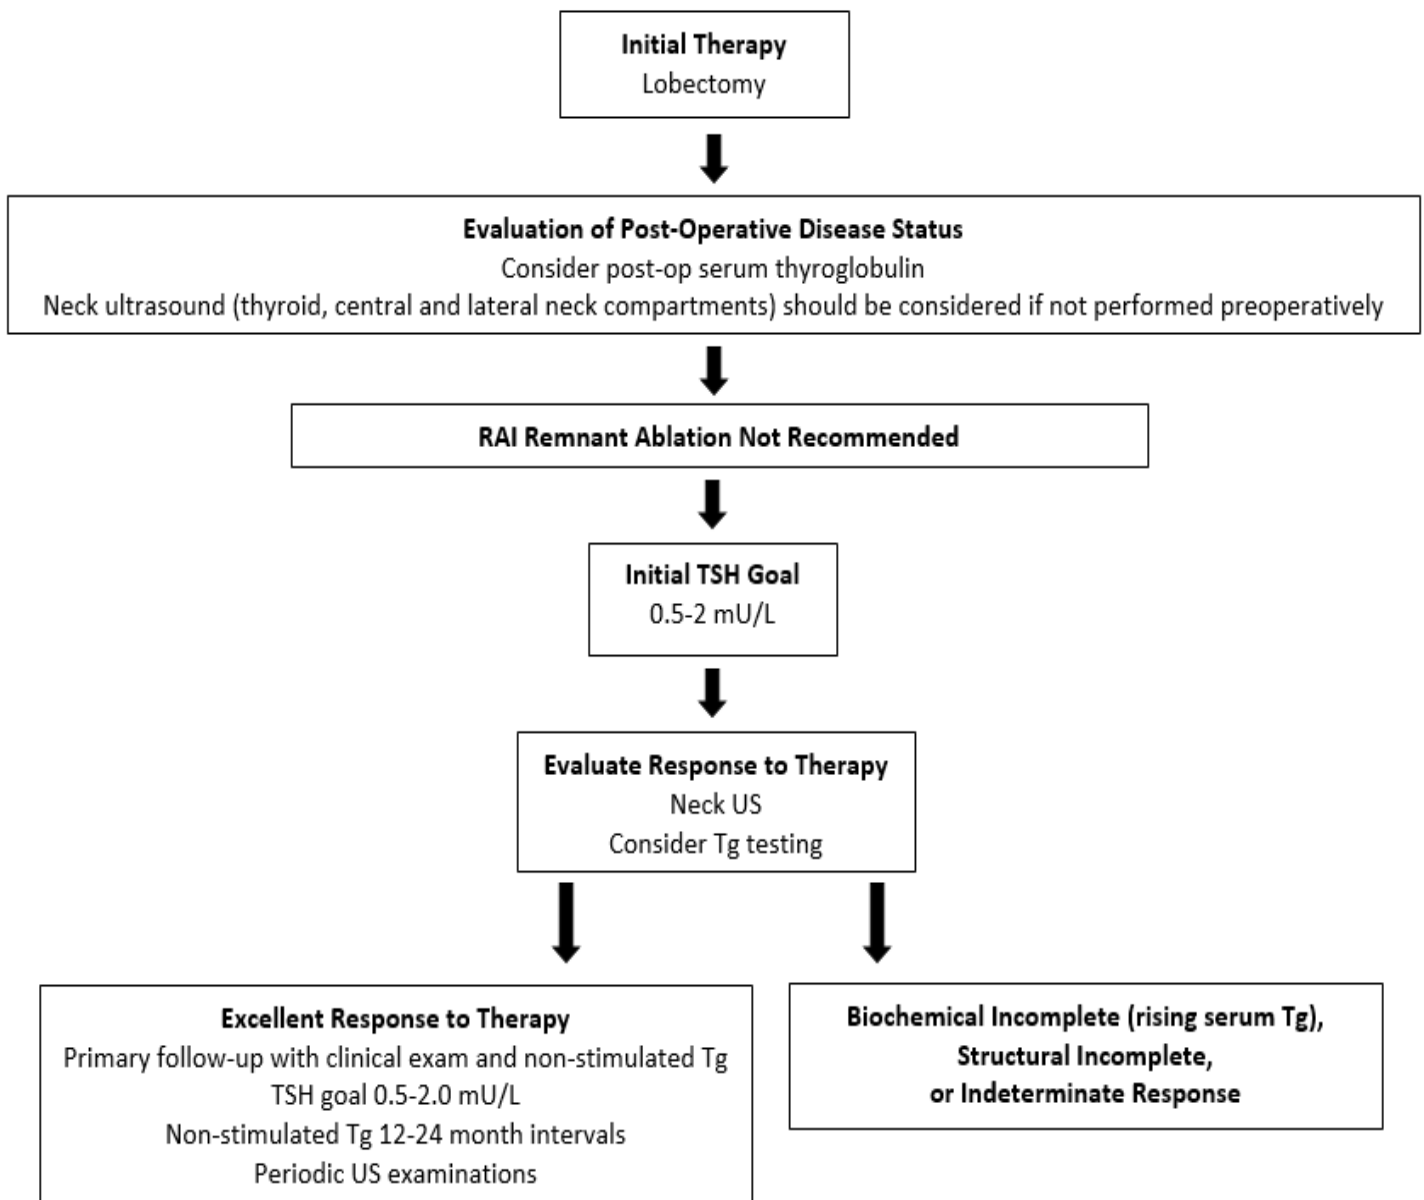 Initial Therapy
Lobectomy
Evaluation of Post-Operative Disease Status
Consider post-op serum thyroglobulin
Neck ultrasound (thyroid, central and lateral neck compartments) should be considered if not performed preoperatively
RAI Remnant Ablation Not Recommended
Initial TSH Goal
0.5-2 mU/L
Evaluate Response to Therapy
Neck US
Consider Tg testing
Excellent Response to Therapy
Primary follow-up with clinical exam and non-stimulated Tg
TSH goal 0.5-2.0 mU/L
Non-stimulated Tg 12-24 month intervals
Periodic US examinations
Biochemical Incomplete (rising serum Tg),
Structural Incomplete,
or Indeterminate Response